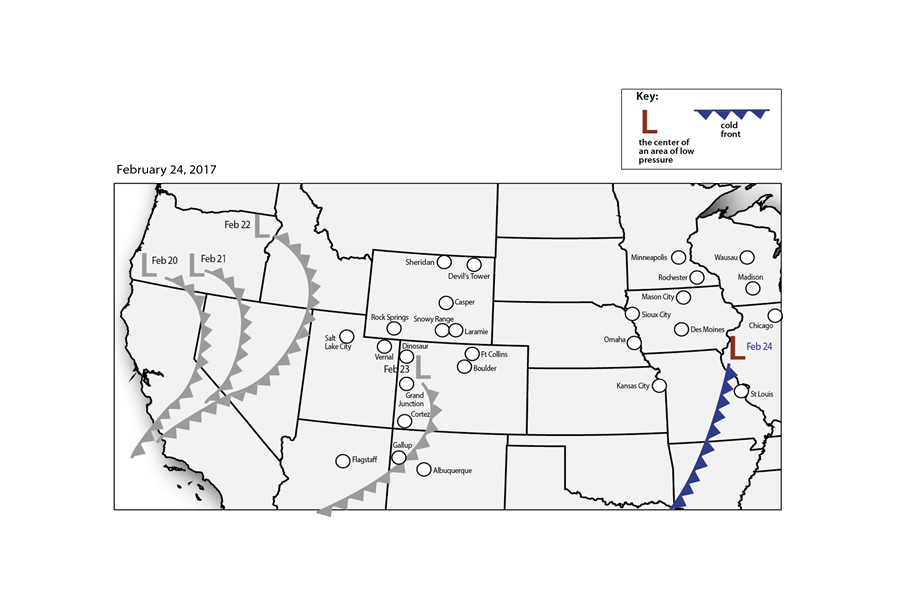 Key:
L
the center of
an area of low
pressure
cold
front
February 24, 2017
Feb 22
L
Feb 20
L
Feb 21
L
Sheridan
Devil's Tower
Casper
Rock Springs
Snowy Range
Laramie
Salt
Lake City
Vernal
Dinosaur
Feb 23
L
Ft Collins
Boulder
Grand
Junction
Cortez
Gallup
Flagstaff
Albuquerque
Minneapolis
Wausau
Rochester
Madison
Mason City
Sioux City
Chicago
Des Moines
Omaha
L
Feb 24
Kansas City
St Louis